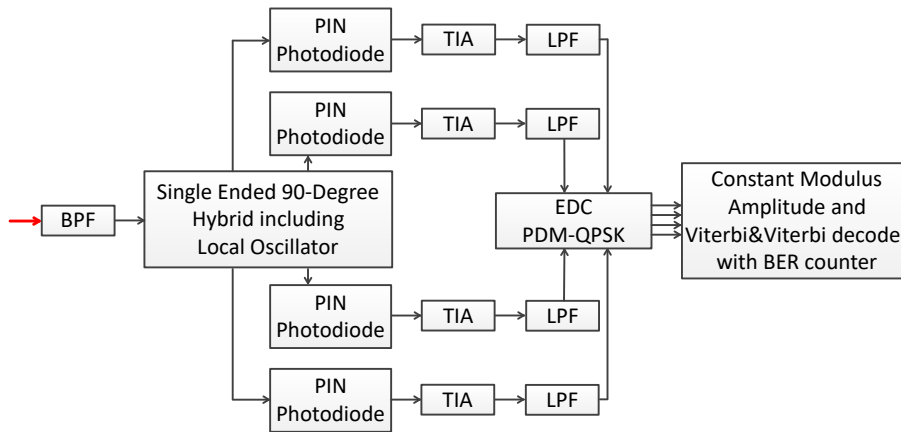 PIN
Photodiode
TIA
LPF
PIN
Photodiode
TIA
LPF
BPF
Single Ended 90-Degree
Hybrid including
Local Oscillator
EDC
PDM-QPSK
Constant Modulus
Amplitude and
Viterbi&Viterbi decode
with BER counter
PIN
Photodiode
TIA
LPF
PIN
Photodiode
TIA
LPF